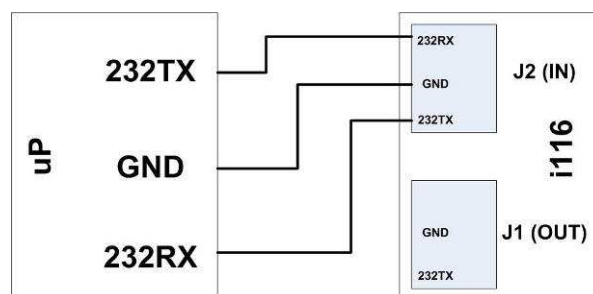 uP
232TX
GND
232RX
232RX
GND
232TX
J2 (IN)
i116
GND
232TX
J1 (OUT)